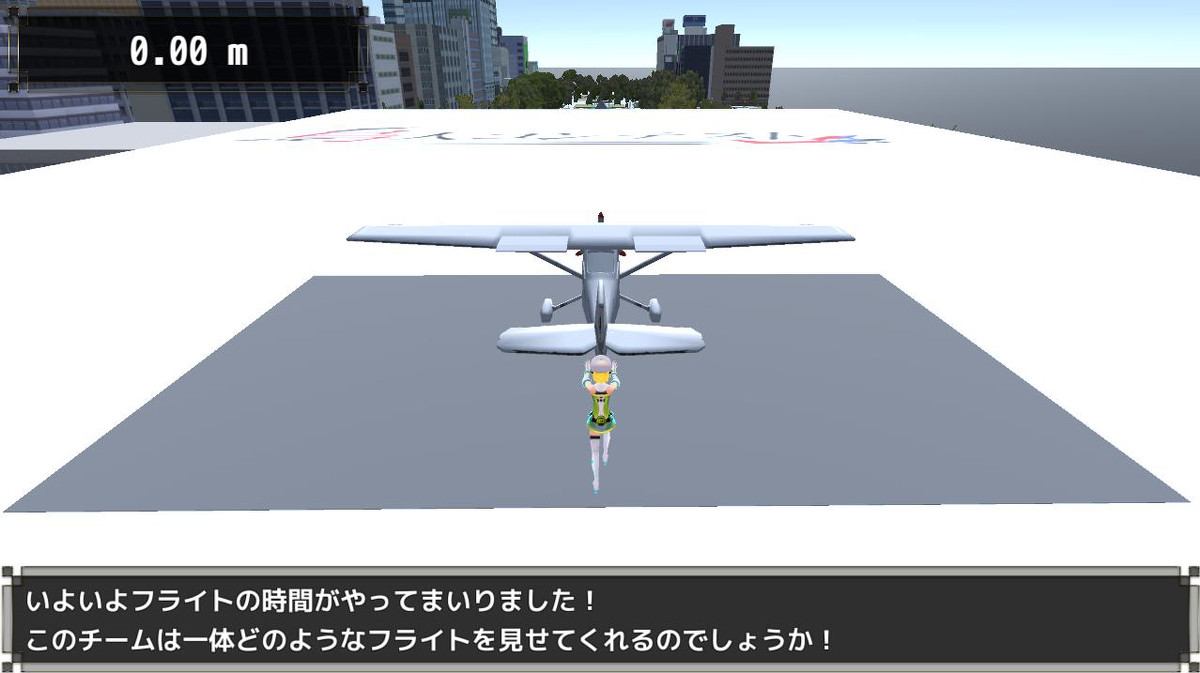 0.00 m
いよいよフライトの時間がやってまいりました！
このチームは一体どのようなフライトを見せてくれるのでしょうか！